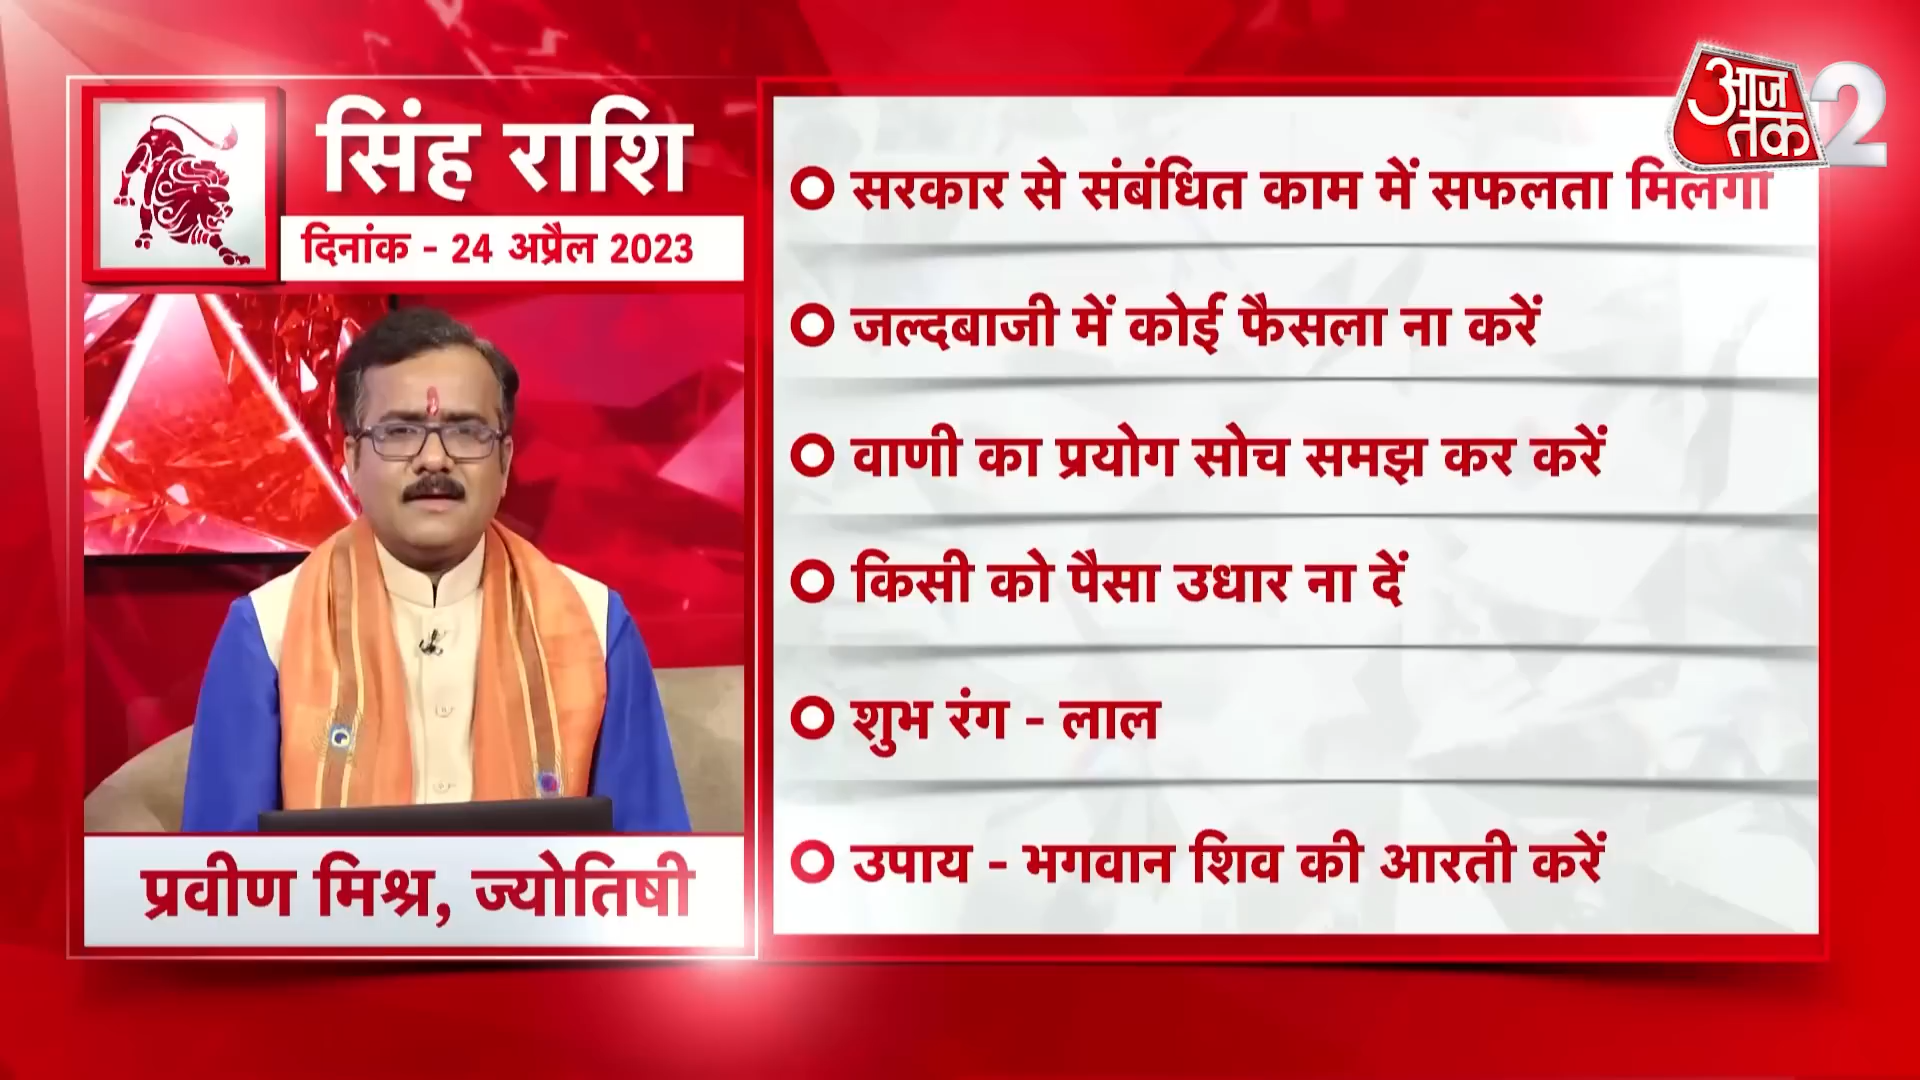 सिंह राशि
दिनांक - 24 अप्रैल 2023
प्रवीण मिश्र, ज्योतिषी
आज तक 2
सरकार से संबंधित काम में सफलता मिलेगी
जल्दबाजी में कोई फैसला ना करें
वाणी का प्रयोग सोच समझ कर करें
किसी को पैसा उधार ना दें
शुभ रंग - लाल
उपाय - भगवान शिव की आरती करें